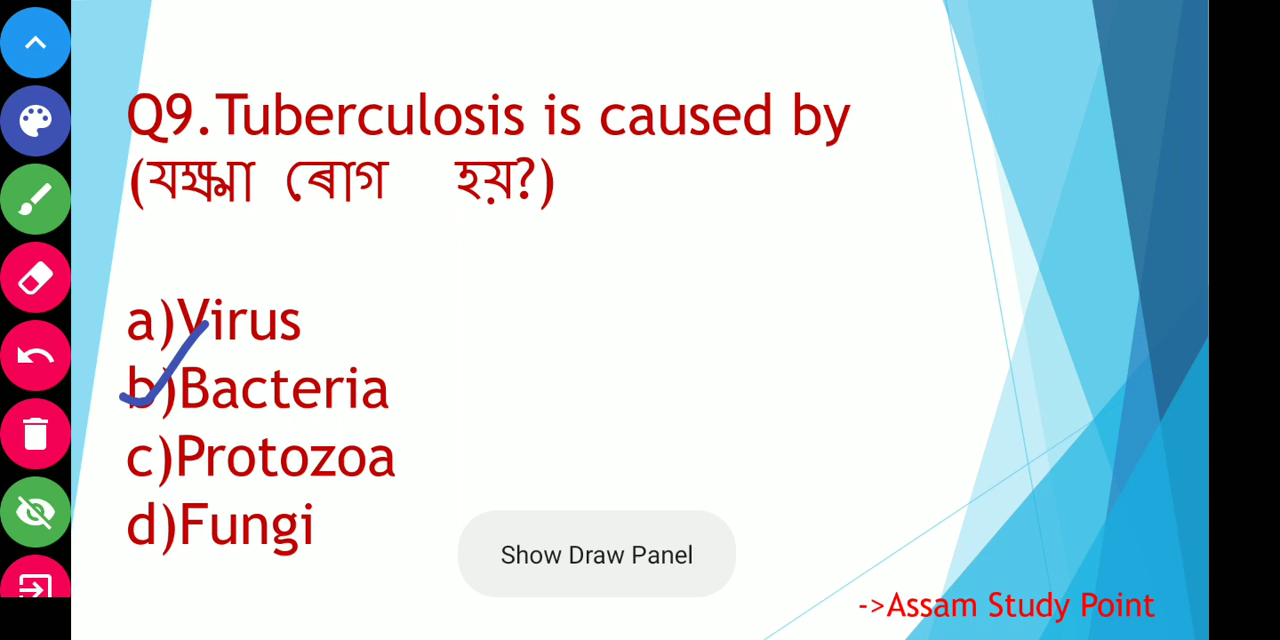 Q9.Tuberculosis is caused by
(যক্ষ্মা ৰোগ হয়?)
a)Virus
b)Bacteria
c)Protozoa
d)Fungi
Show Draw Panel
->Assam Study Point